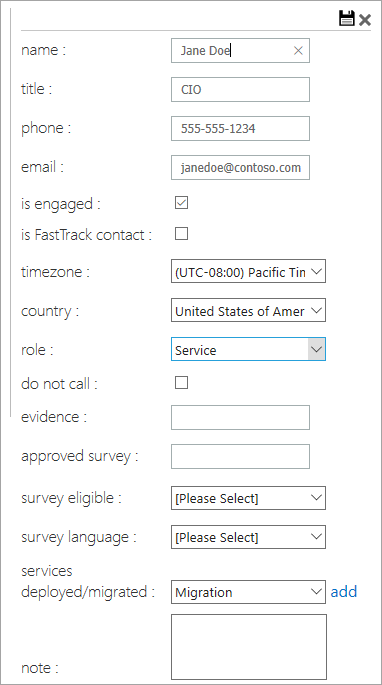 name : Jane Doe
title : CIO
phone : 555-555-1234
email : janedoe@contoso.com
is engaged :
is FastTrack contact :
timezone : (UTC-08:00) Pacific Tin
country : United States of Amer
role : Service
do not call :
evidence :
approved survey :
survey eligible : [Please Select]
survey language : [Please Select]
services
deployed/migrated : Migration add
note :